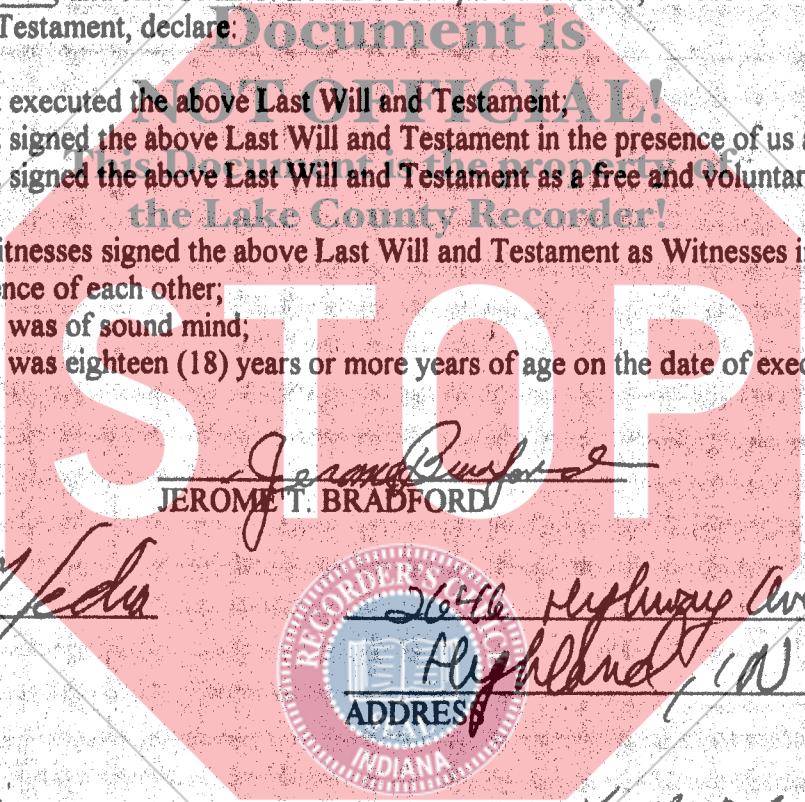 Testament, declare:
Document is
NOT OFFICIAL!
executed the above Last Will and Testament;
signed the above Last Will and Testament in the presence of us
This Document is the property of
signed the above Last Will and Testament as a free and voluntar
the Lake County Recorder!
itnesses signed the above Last Will and Testament as Witnesses i
ence of each other;
was of sound mind;
was eighteen (18) years or more years of age on the date of exec
STOP
JEROME T. BRADFORD
2646 Highway Av
Highland, IN
ADDRESS
RECORDER'S OFFICE
INDIANA